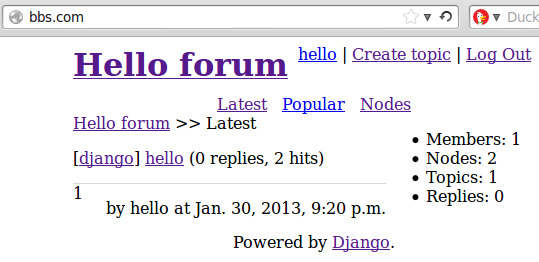 bbs.com
Duck
Hello forum
hello | Create topic | Log Out
Latest Popular Nodes
Hello forum >> Latest
[django] hello (0 replies, 2 hits)
1
by hello at Jan. 30, 2013, 9:20 p.m.
• Members: 1
• Nodes: 2
• Topics: 1
• Replies: 0
Powered by Django.